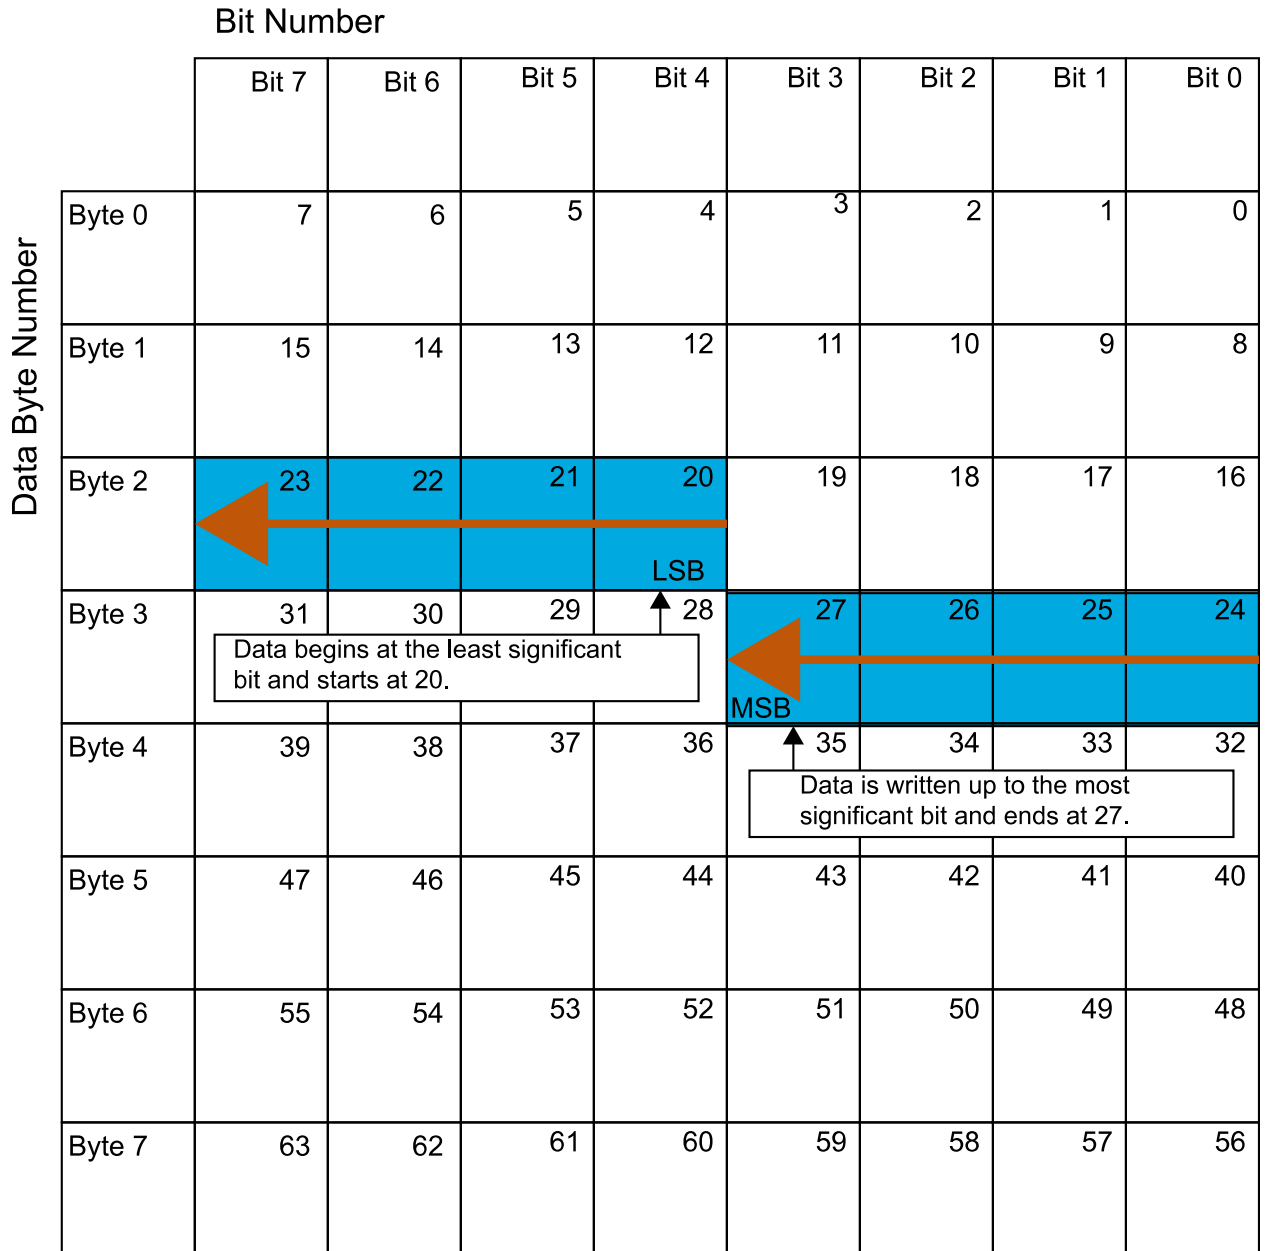 Bit Number
Bit 7 Bit 6 Bit 5 Bit 4 Bit 3 Bit 2 Bit 1 Bit 0
Data Byte Number
Byte 0 7 6 5 4 3 2 1 0
Byte 1 15 14 13 12 11 10 9 8
Byte 2 23 22 21 20 19 18 17 16
LSB
Byte 3 31 30 29 28 27 26 25 24
Data begins at the least significant
bit and starts at 20.
MSB
Byte 4 39 38 37 36 35 34 33 32
Data is written up to the most
significant bit and ends at 27.
Byte 5 47 46 45 44 43 42 41 40
Byte 6 55 54 53 52 51 50 49 48
Byte 7 63 62 61 60 59 58 57 56